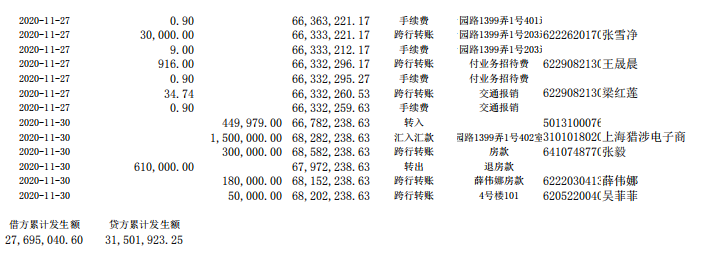 2020-11-27 0.90 66,363,221.17 手续费 园路1399弄1号401
2020-11-27 30,000.00 66,333,221.17 跨行转账 园路1399弄1号203 622262017 张雪净
2020-11-27 9.00 66,333,212.17 手续费 园路1399弄1号203
2020-11-27 916.00 66,332,296.17 跨行转账 付业务招待费 622908213 王晟晨
2020-11-27 0.90 66,332,295.27 手续费 付业务招待费
2020-11-27 34.74 66,332,260.53 跨行转账 交通报销 622908213 梁红莲
2020-11-27 0.90 66,332,259.63 手续费 交通报销
2020-11-30 449,979.00 66,782,238.63 转入 5013100076
2020-11-30 1,500,000.00 68,282,238.63 汇入汇款 园路1399弄1号402室 310101802 上海猎涉电子商
2020-11-30 300,000.00 68,582,238.63 跨行转账 房款 641074877 张毅
2020-11-30 610,000.00 67,972,238.63 转出 退房款
2020-11-30 180,000.00 68,152,238.63 跨行转账 薛伟娜房款 622203041 薛伟娜
2020-11-30 50,000.00 68,202,238.63 跨行转账 4号楼101 620522004 吴菲菲
借方累计发生额 贷方累计发生额
27,695,040.60 31,501,923.25